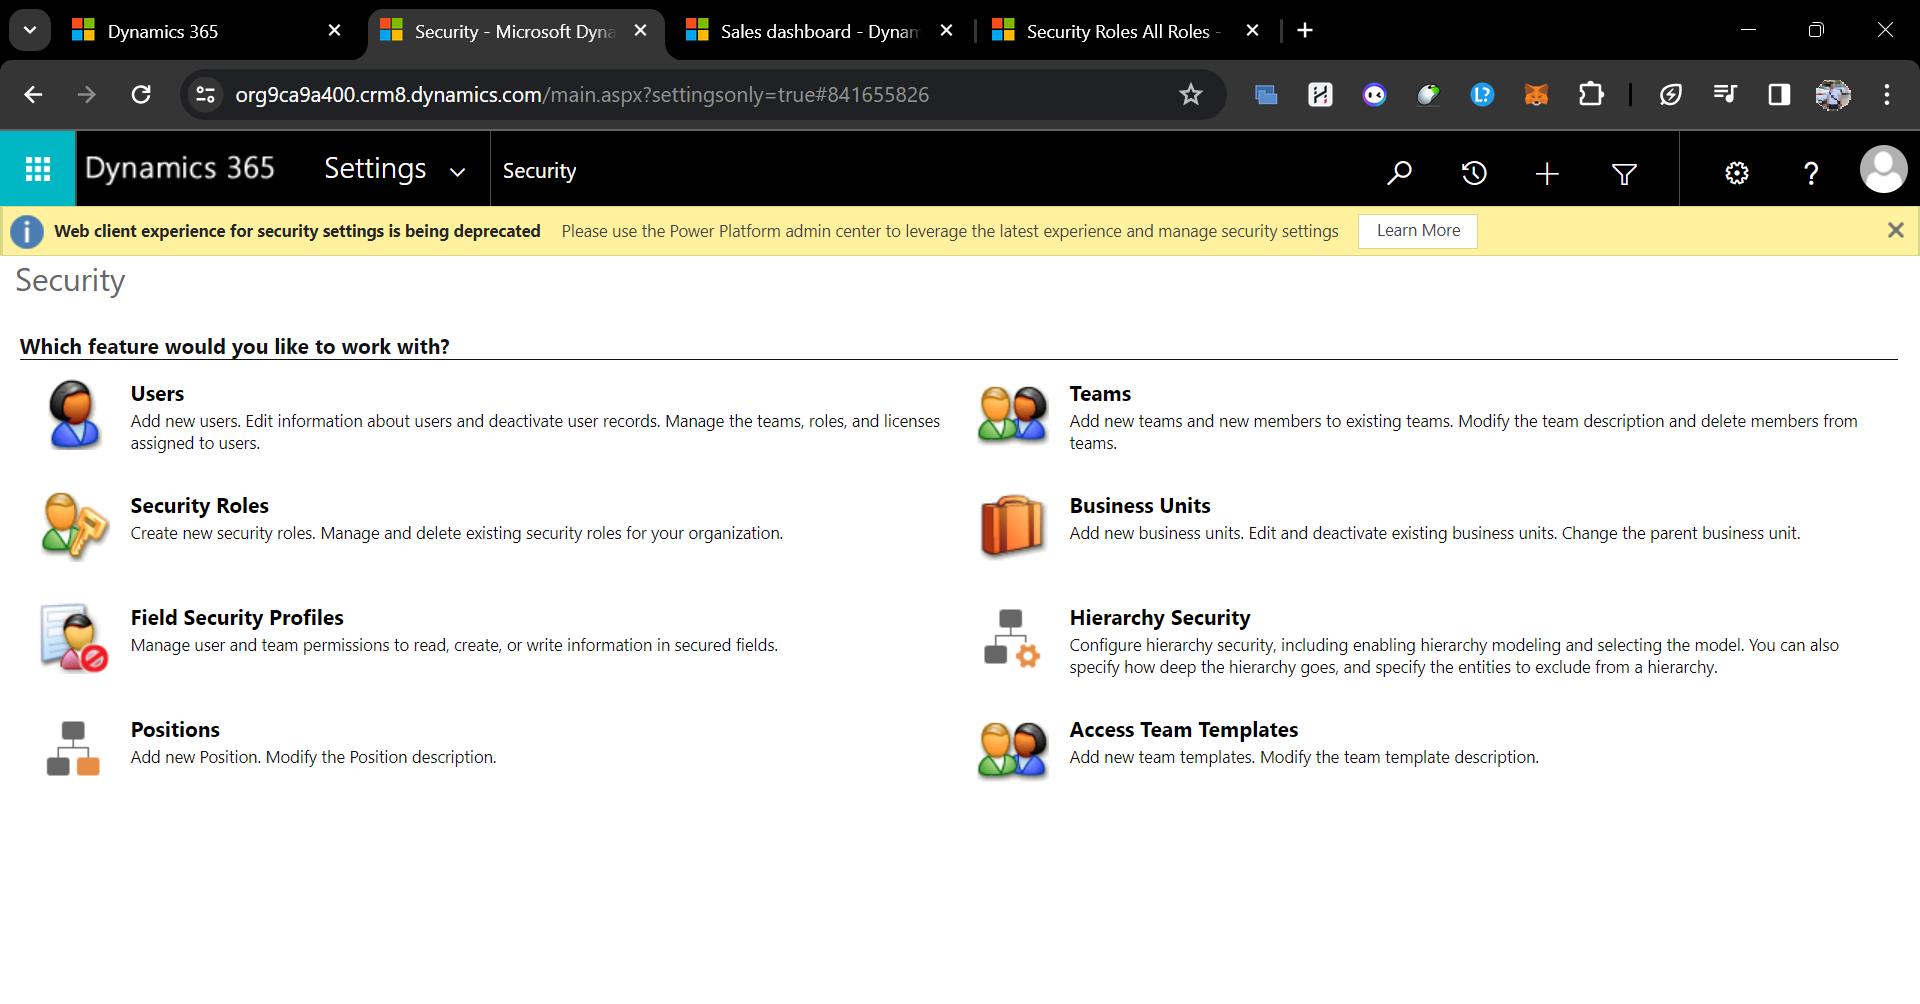 Dynamics 365
Security - Microsoft Dyna
Sales dashboard - Dynam
Security Roles All Roles -
org9ca9a400.crm8.dynamics.com/main.aspx?settingsonly=true#841655826
Dynamics 365
Settings
Security
Web client experience for security settings is being deprecated Please use the Power Platform admin center to leverage the latest experience and manage security settings Learn More
Security
Which feature would you like to work with?
Users
Add new users. Edit information about users and deactivate user records. Manage the teams, roles, and licenses
assigned to users.
Teams
Add new teams and new members to existing teams. Modify the team description and delete members from
teams.
Security Roles
Create new security roles. Manage and delete existing security roles for your organization.
Business Units
Add new business units. Edit and deactivate existing business units. Change the parent business unit.
Field Security Profiles
Manage user and team permissions to read, create, or write information in secured fields.
Hierarchy Security
Configure hierarchy security, including enabling hierarchy modeling and selecting the model. You can also
specify how deep the hierarchy goes, and specify the entities to exclude from a hierarchy.
Positions
Add new Position. Modify the Position description.
Access Team Templates
Add new team templates. Modify the team template description.